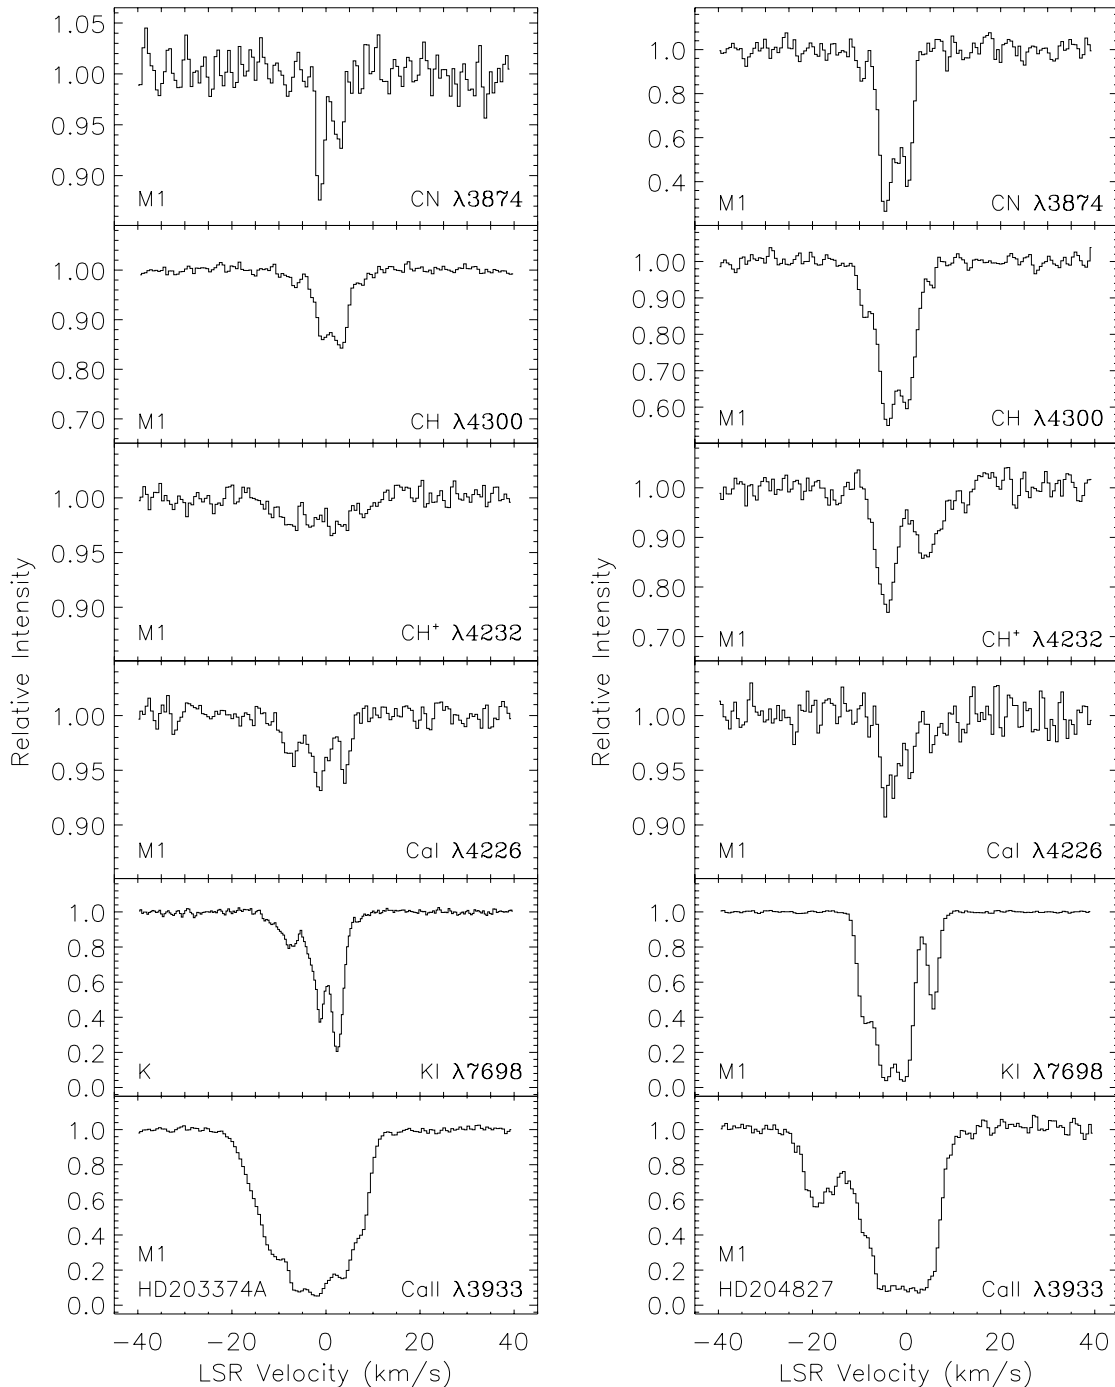 1.05
1.00
0.95
0.90
M1 CN λ3874
1.00
0.90
0.80
0.70
M1 CH λ4300
1.00
0.95
0.90
M1 CH⁺ λ4232
1.00
0.95
0.90
M1 CaI λ4226
1.0
0.8
0.6
0.4
0.2
0.0
K KI λ7698
1.0
0.8
0.6
0.4
0.2
0.0
M1
HD203374A CaII λ3933
−40 −20 0 20 40
LSR Velocity (km/s)
Relative Intensity
1.0
0.8
0.6
0.4
M1 CN λ3874
1.00
0.90
0.80
0.70
0.60
M1 CH λ4300
1.00
0.90
0.80
0.70
M1 CH⁺ λ4232
1.00
0.95
0.90
M1 CaI λ4226
1.0
0.8
0.6
0.4
0.2
0.0
M1 KI λ7698
1.0
0.8
0.6
0.4
0.2
0.0
M1
HD204827 CaII λ3933
−40 −20 0 20 40
LSR Velocity (km/s)
Relative Intensity